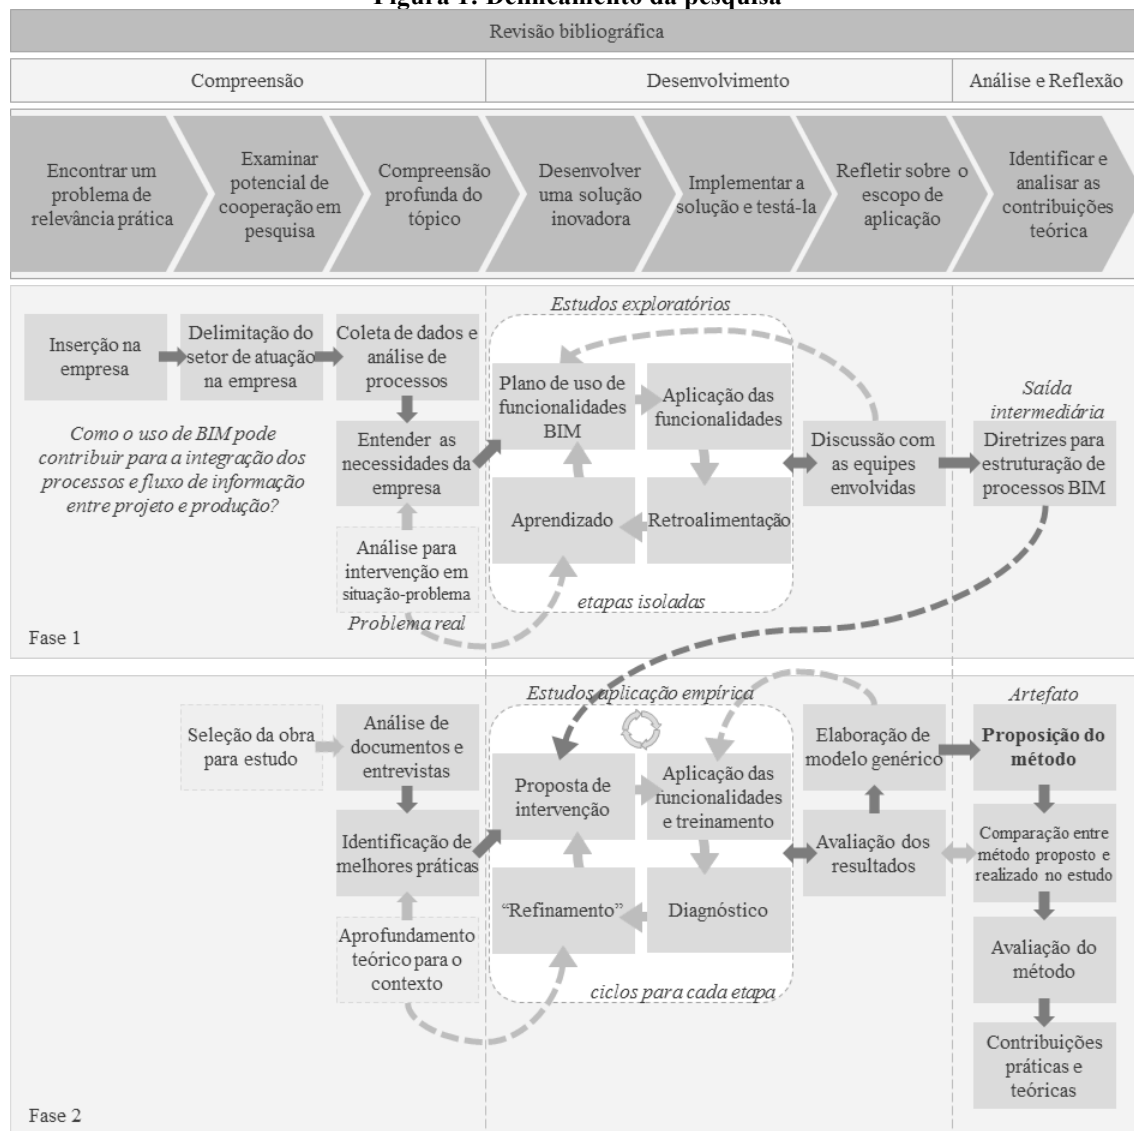 Figura 1: Delineamento da pesquisa
Revisão bibliográfica
Compreensão
Desenvolvimento
Análise e Reflexão
Encontrar um
problema de
relevância prática
Examinar
potencial de
cooperação em
pesquisa
Compreensão
profunda do
tópico
Desenvolver
uma solução
inovadora
Implementar a
solução e testá-la
Refletir sobre o
escopo de
aplicação
Identificar e
analisar as
contribuições
teórica
Inserção na
empresa
Delimitação do
setor de atuação
na empresa
Coleta de dados e
análise de
processos
Como o uso de BIM pode
contribuir para a integração dos
processos e fluxo de informação
entre projeto e produção?
Entender as
necessidades da
empresa
Análise para
intervenção em
situação-problema
Problema real
Estudos exploratórios
Plano de uso de
funcionalidades
BIM
Aplicação das
funcionalidades
Aprendizado
Retroalimentação
etapas isoladas
Discussão com
as equipes
envolvidas
Saída
intermediária
Diretrizes para
estruturação de
processos BIM
Fase 1
Seleção da obra
para estudo
Análise de
documentos e
entrevistas
Identificação de
melhores práticas
Aprofundamento
teórico para o
contexto
Estudos aplicação empírica
Proposta de
intervenção
Aplicação das
funcionalidades
e treinamento
“Refinamento”
Diagnóstico
ciclos para cada etapa
Elaboração de
modelo genérico
Avaliação dos
resultados
Artefato
Proposição do
método
Comparação entre
método proposto e
realizado no estudo
Avaliação do
método
Contribuições
práticas e
teóricas
Fase 2